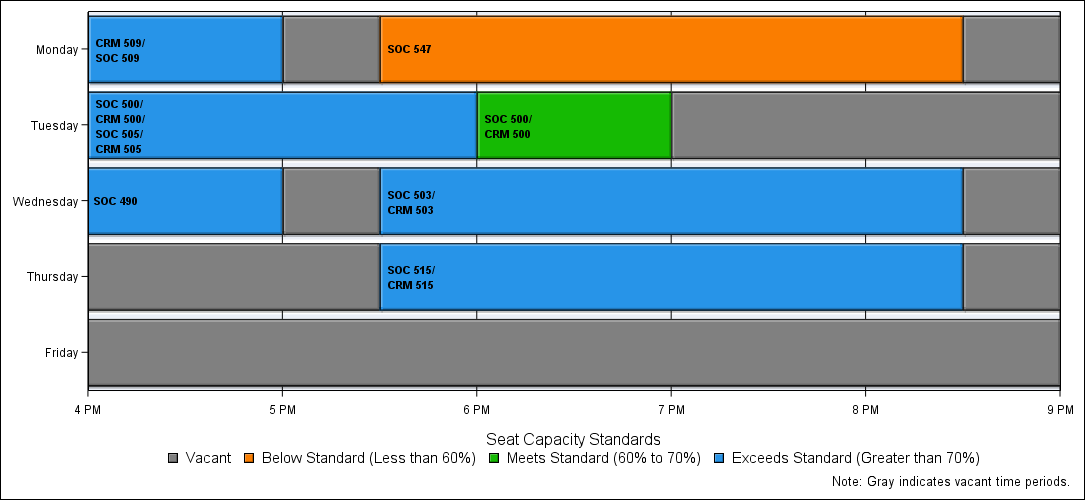 Monday
CRM 509/
SOC 509
SOC 547
Tuesday
SOC 500/
CRM 500/
SOC 505/
CRM 505
SOC 500/
CRM 500
Wednesday
SOC 490
SOC 503/
CRM 503
Thursday
SOC 515/
CRM 515
Friday
4 PM 5 PM 6 PM 7 PM 8 PM 9 PM
Seat Capacity Standards
Vacant Below Standard (Less than 60%) Meets Standard (60% to 70%) Exceeds Standard (Greater than 70%)
Note: Gray indicates vacant time periods.